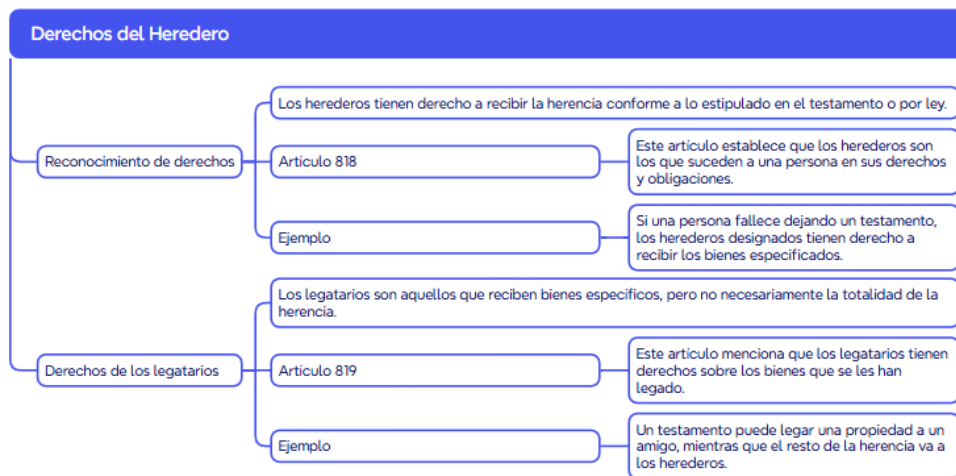 Derechos del Heredero
Los herederos tienen derecho a recibir la herencia conforme a lo estipulado en el testamento o por ley.
Reconocimiento de derechos
Artículo 818
Este artículo establece que los herederos son
los que suceden a una persona en sus derechos
y obligaciones.
Ejemplo
Si una persona fallece dejando un testamento,
los herederos designados tienen derecho a
recibir los bienes especificados.
Los legatarios son aquellos que reciben bienes específicos, pero no necesariamente la totalidad de la
herencia.
Derechos de los legatarios
Artículo 819
Este artículo menciona que los legatarios tienen
derechos sobre los bienes que se les han
legado.
Ejemplo
Un testamento puede legar una propiedad a un
amigo, mientras que el resto de la herencia va a
los herederos.